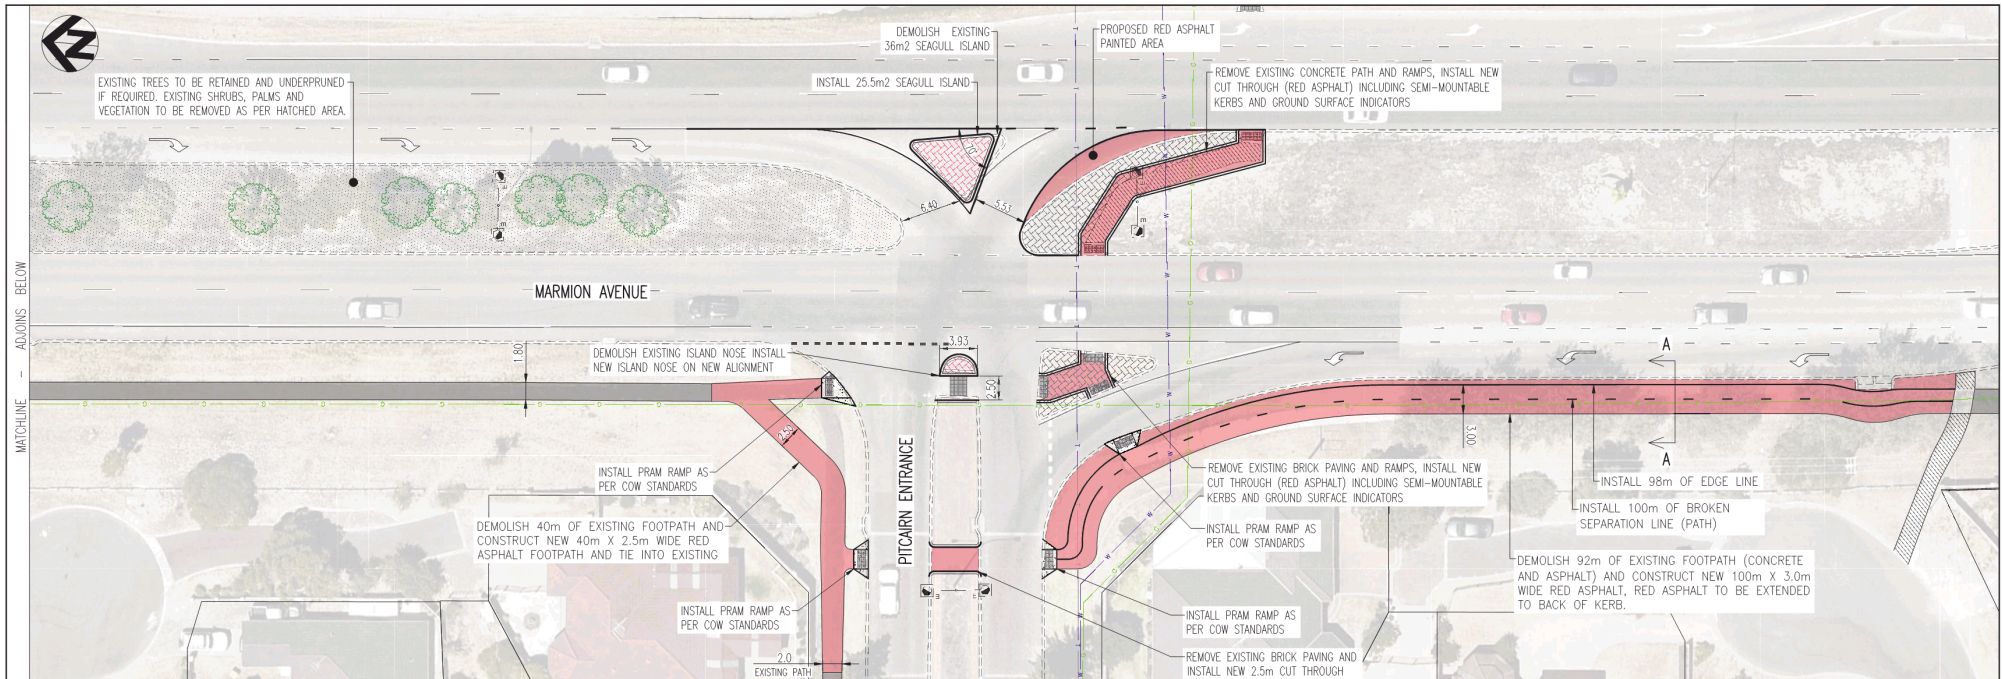 DEMOLISH EXISTING
36m2 SEAGULL ISLAND
PROPOSED RED ASPHALT
PAINTED AREA
EXISTING TREES TO BE RETAINED AND UNDERPRUNED
IF REQUIRED. EXISTING SHRUBS, PALMS AND
VEGETATION TO BE REMOVED AS PER HATCHED AREA.
INSTALL 25.5m2 SEAGULL ISLAND
REMOVE EXISTING CONCRETE PATH AND RAMPS, INSTALL NEW
CUT THROUGH (RED ASPHALT) INCLUDING SEMI-MOUNTABLE
KERBS AND GROUND SURFACE INDICATORS
70°
6.40
5.53
MATCHLINE - ADJOINS BELOW
MARMION AVENUE
3.93
1.80
DEMOLISH EXISTING ISLAND NOSE INSTALL
NEW ISLAND NOSE ON NEW ALIGNMENT
2.50
A
A
3.00
2.50
PITCAIRN ENTRANCE
INSTALL PRAM RAMP AS
PER COW STANDARDS
REMOVE EXISTING BRICK PAVING AND RAMPS, INSTALL NEW
CUT THROUGH (RED ASPHALT) INCLUDING SEMI-MOUNTABLE
KERBS AND GROUND SURFACE INDICATORS
INSTALL 98m OF EDGE LINE
INSTALL 100m OF BROKEN
SEPARATION LINE (PATH)
DEMOLISH 40m OF EXISTING FOOTPATH AND
CONSTRUCT NEW 40m X 2.5m WIDE RED
ASPHALT FOOTPATH AND TIE INTO EXISTING
INSTALL PRAM RAMP AS
PER COW STANDARDS
DEMOLISH 92m OF EXISTING FOOTPATH (CONCRETE
AND ASPHALT) AND CONSTRUCT NEW 100m X 3.0m
WIDE RED ASPHALT, RED ASPHALT TO BE EXTENDED
TO BACK OF KERB.
INSTALL PRAM RAMP AS
PER COW STANDARDS
INSTALL PRAM RAMP AS
PER COW STANDARDS
REMOVE EXISTING BRICK PAVING AND
INSTALL NEW 2.5m CUT THROUGH
2.0
EXISTING PATH